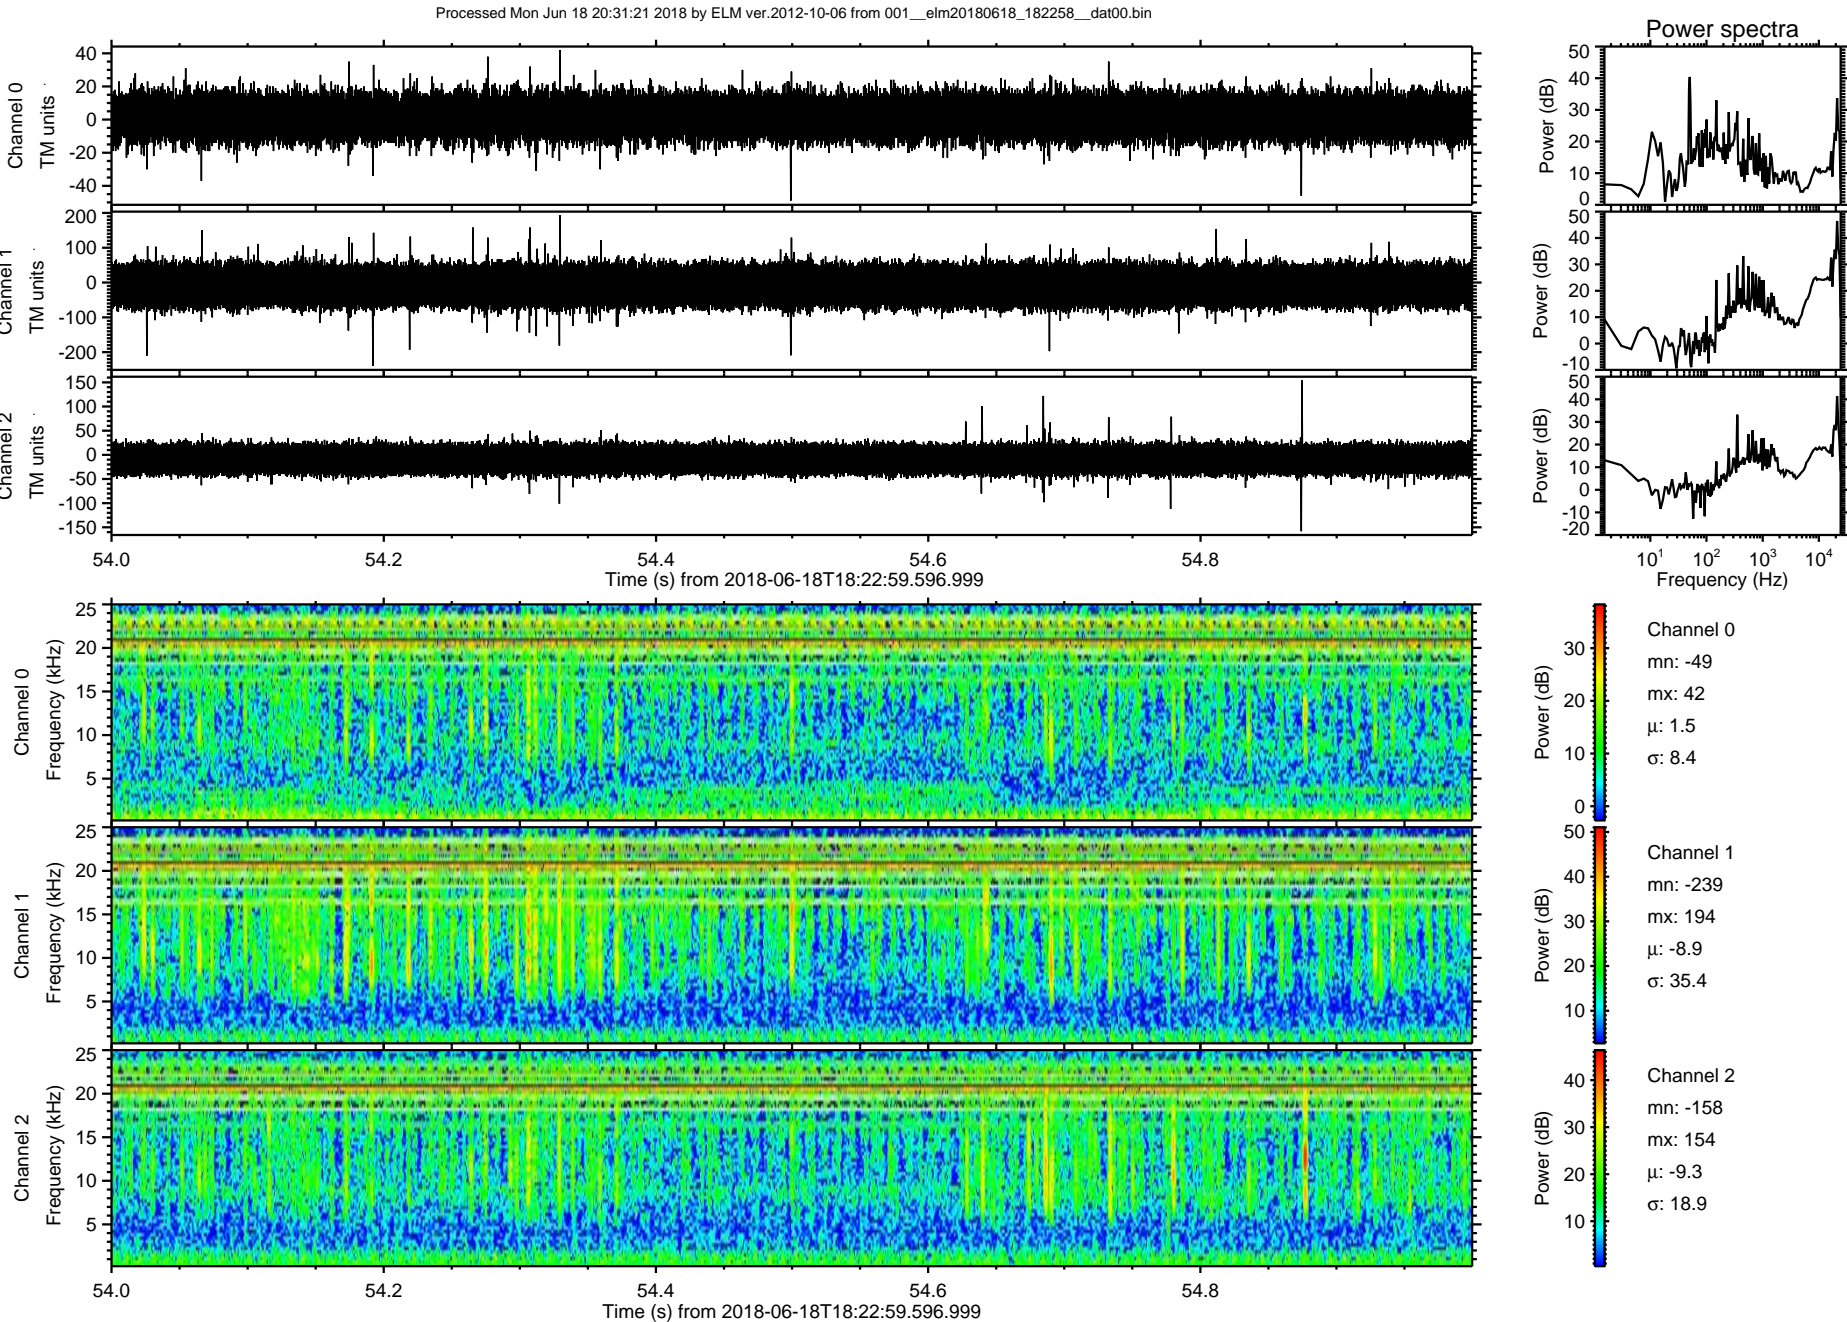 Processed Mon Jun 18 20:31:21 2018 by ELM ver.2012-10-06 from 001__elm20180618_182258__dat00.bin
Power spectra
Channel 0
TM units
40
20
0
-20
-40
Power (dB)
50
40
30
20
10
0
Channel 1
TM units
200
100
0
-100
-200
Power (dB)
50
40
30
20
10
0
-10
Channel 2
TM units
150
100
50
0
-50
-100
-150
Power (dB)
50
40
30
20
10
0
-10
-20
54.0 54.2 54.4 54.6 54.8
Time (s) from 2018-06-18T18:22:59.596.999
10¹ 10² 10³ 10⁴
Frequency (Hz)
Channel 0
Frequency (kHz)
25
20
15
10
5
Power (dB)
30
20
10
0
Channel 0
mn: -49
mx: 42
μ: 1.5
σ: 8.4
Channel 1
Frequency (kHz)
25
20
15
10
5
Power (dB)
50
40
30
20
10
Channel 1
mn: -239
mx: 194
μ: -8.9
σ: 35.4
Channel 2
Frequency (kHz)
25
20
15
10
5
Power (dB)
40
30
20
10
Channel 2
mn: -158
mx: 154
μ: -9.3
σ: 18.9
54.0 54.2 54.4 54.6 54.8
Time (s) from 2018-06-18T18:22:59.596.999